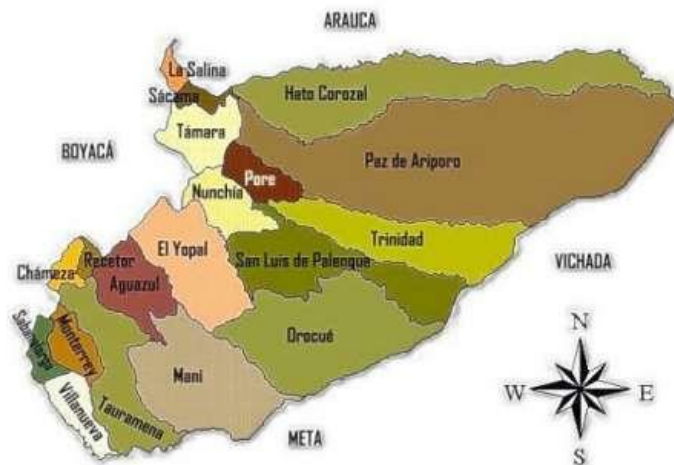 ARAUCA
La Salina
Hato Corozal
Sácama
Támara
BOYACÁ
Paz de Ariporo
Pore
Nunchía
Trinidad
El Yopal
San Luis de Palenque
VICHADA
Recetor
Chámeza
Aguazul
Orocué
N
Monterrey
Maní
W
E
Villanueva
Tauramena
META
S